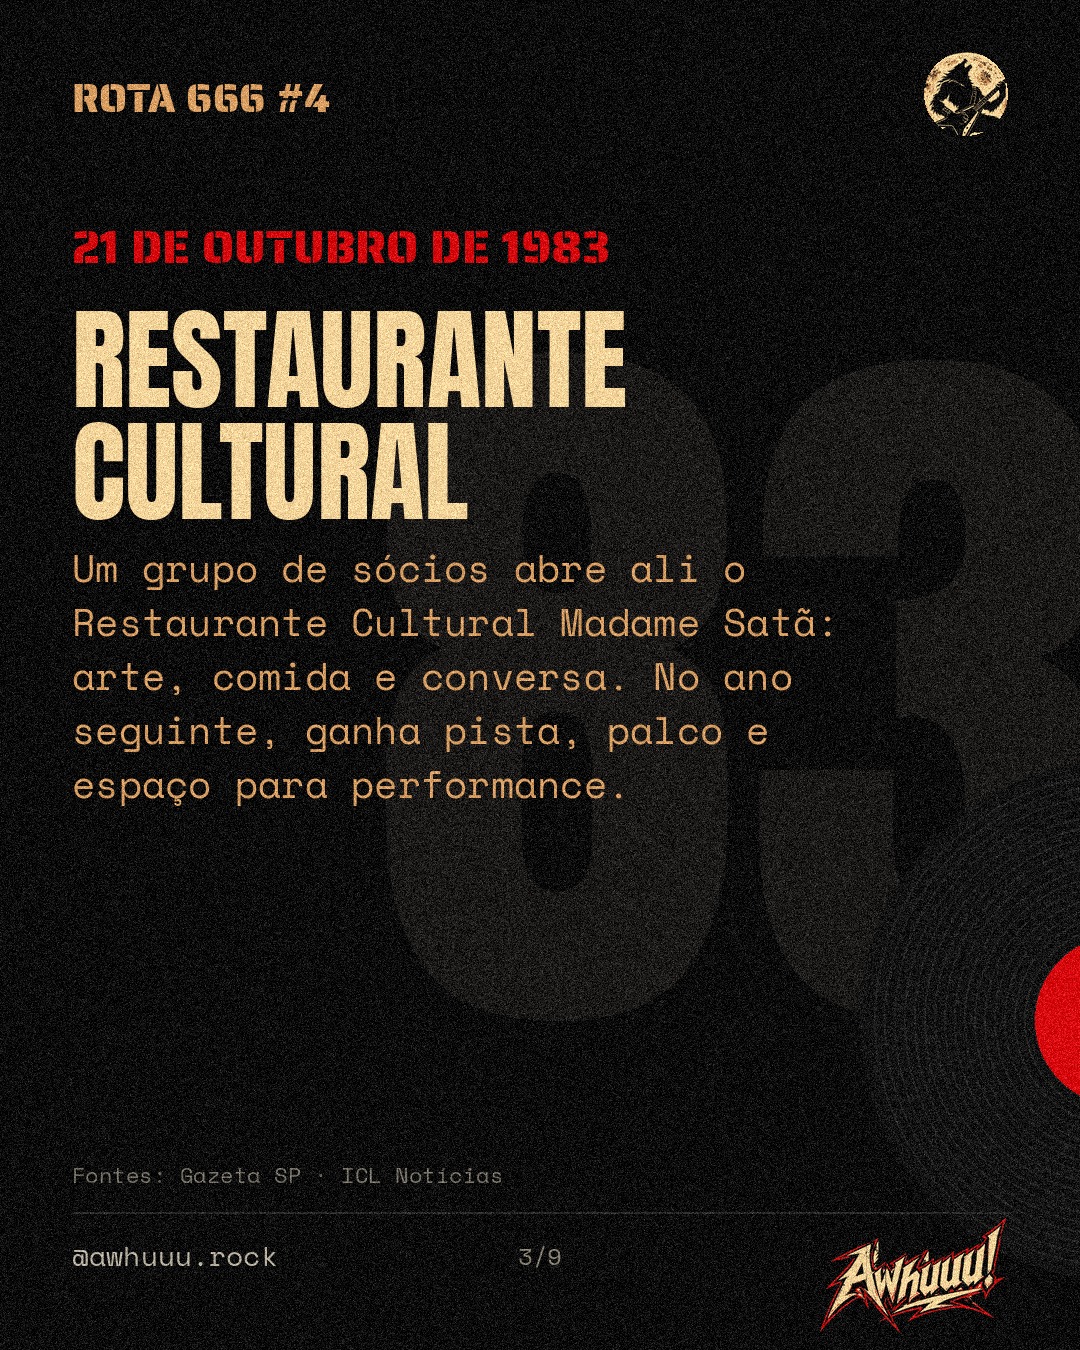 ROTA 666 #4
21 DE OUTUBRO DE 1983
RESTAURANTE
CULTURAL
83
Um grupo de sócios abre ali o
Restaurante Cultural Madame Satã:
arte, comida e conversa. No ano
seguinte, ganha pista, palco e
espaço para performance.
Fontes: Gazeta SP · ICL Notícias
@awhuuu.rock
3/9
Awhuuu!